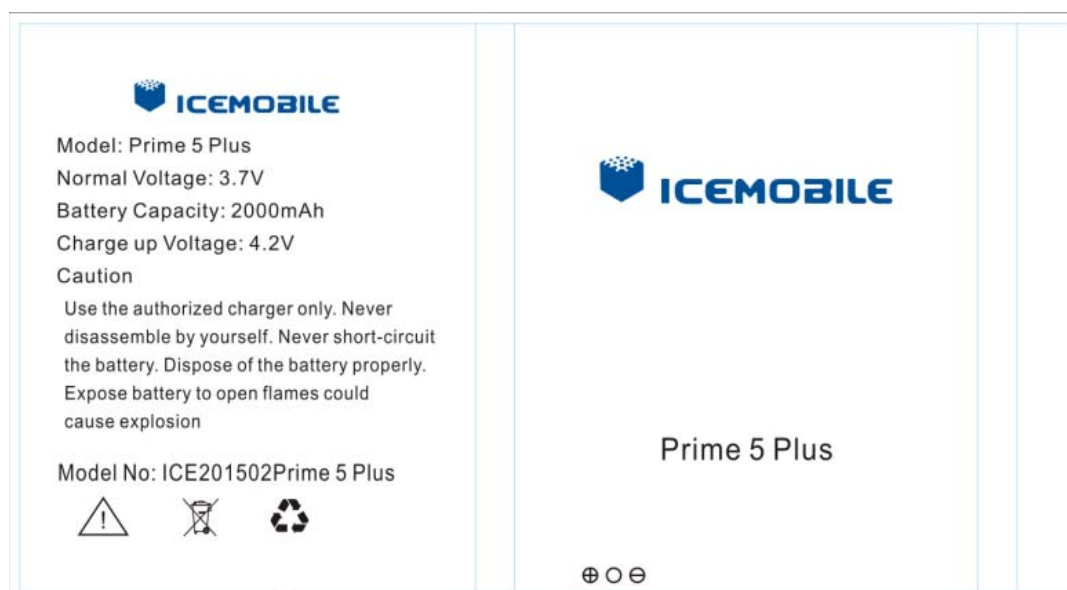 ICEMOBILE
Model: Prime 5 Plus
Normal Voltage: 3.7V
Battery Capacity: 2000mAh
Charge up Voltage: 4.2V
Caution
Use the authorized charger only. Never
disassemble by yourself. Never short-circuit
the battery. Dispose of the battery properly.
Expose battery to open flames could
cause explosion
Model No: ICE201502Prime 5 Plus
ICEMOBILE
Prime 5 Plus